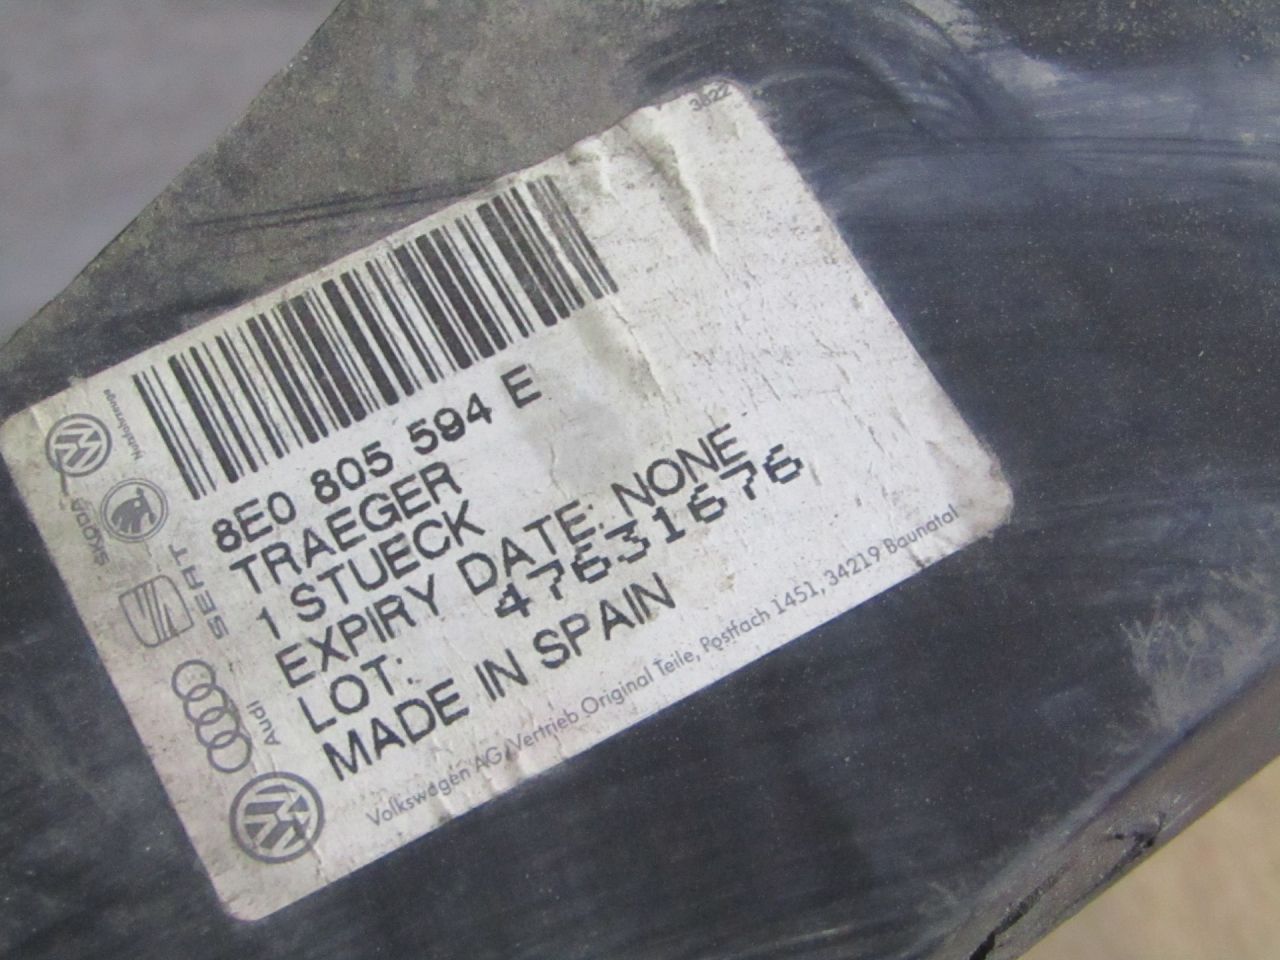 3622
8E0 805 594 E
TRAEGER
1 STUECK
EXPIRY DATE: NONE
47631676
LOT:
MADE IN SPAIN
Volkswagen AG/Vertrieb Original Teile, Postfach 1451, 34219 Baunatal
Nutzfahrzeuge
SKODA
SEAT
Audi